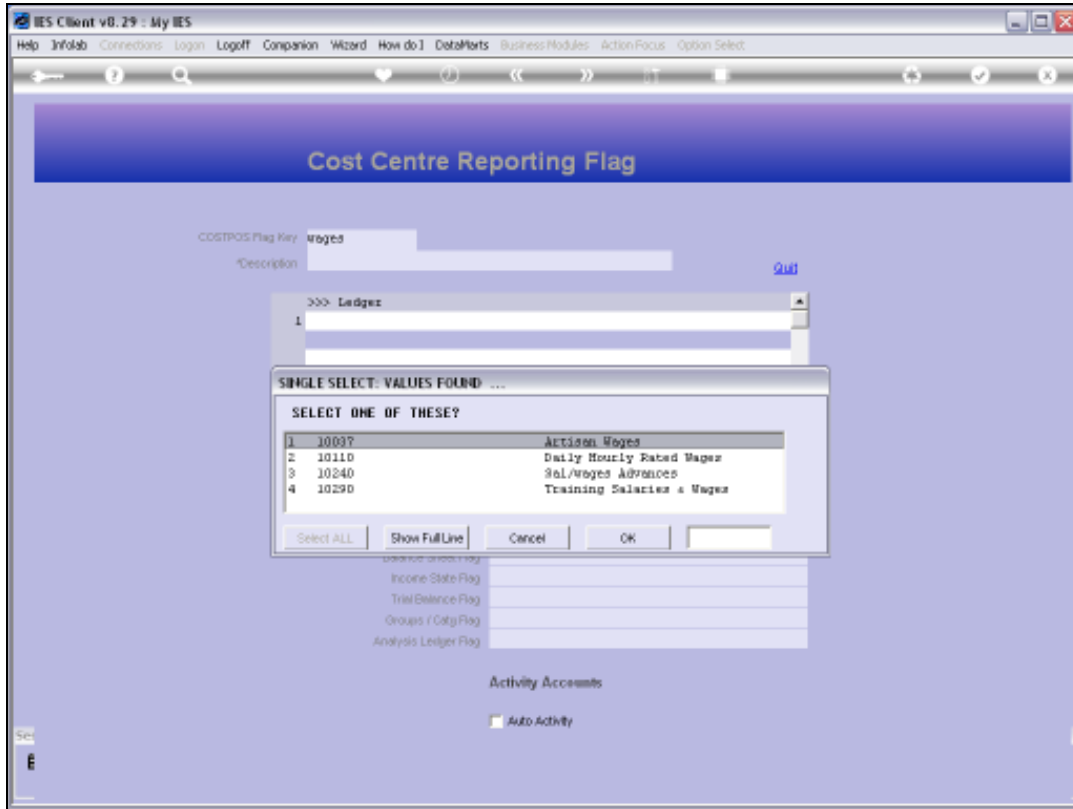 IES Client v8.29 : My IES
Help Infolab Connections Logon Logoff Companion Wizard How do I DataMarts Business Modules Action Focus Option Select
Cost Centre Reporting Flag
COSTPOS Flag Key wages
*Description
Quit
>>> Ledger
1
SINGLE SELECT: VALUES FOUND ...
SELECT ONE OF THESE?
1 10037 Artisan Wages
2 10110 Daily Hourly Rated Wages
3 10240 Sal/wages Advances
4 10290 Training Salaries & Wages
Select ALL Show Full Line Cancel OK
Balance Sheet Flag
Income State Flag
Trial Balance Flag
Groups / Catg Flag
Analysis Ledger Flag
Activity Accounts
Auto Activity